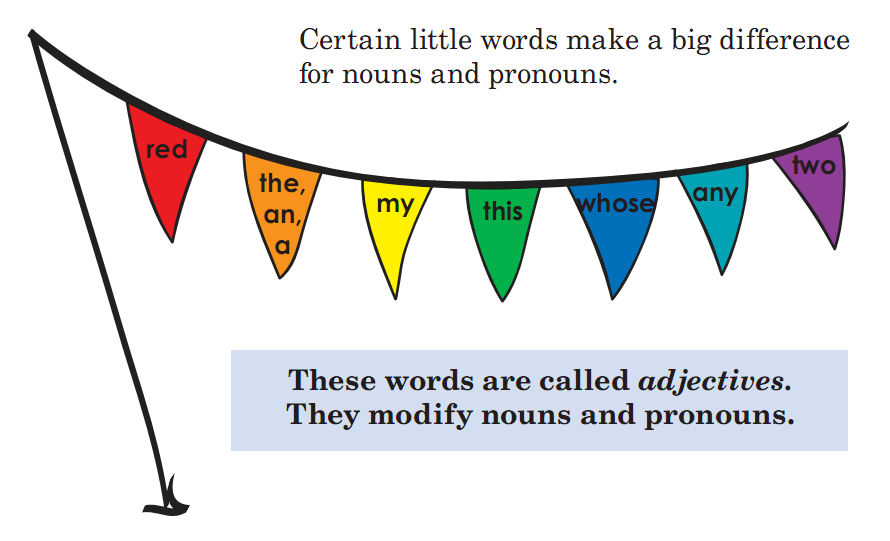 Certain little words make a big difference
for nouns and pronouns.
red
the,
an,
a
my
this
whose
any
two
These words are called adjectives.
They modify nouns and pronouns.